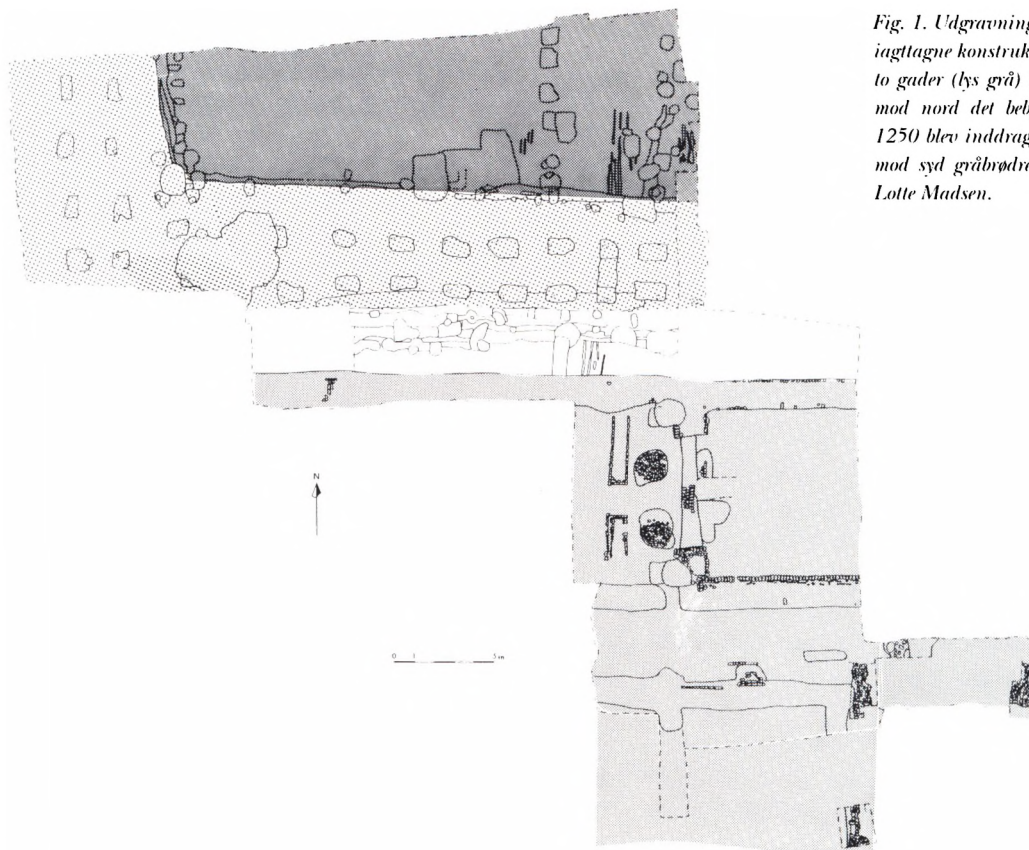 Fig. 1. Udgravning
iagttagne konstruk
to gader (lys grå)
mod nord det beb
1250 blev inddrag
mod syd gråbrødre
Lotte Madsen.
N
0 1 5 m